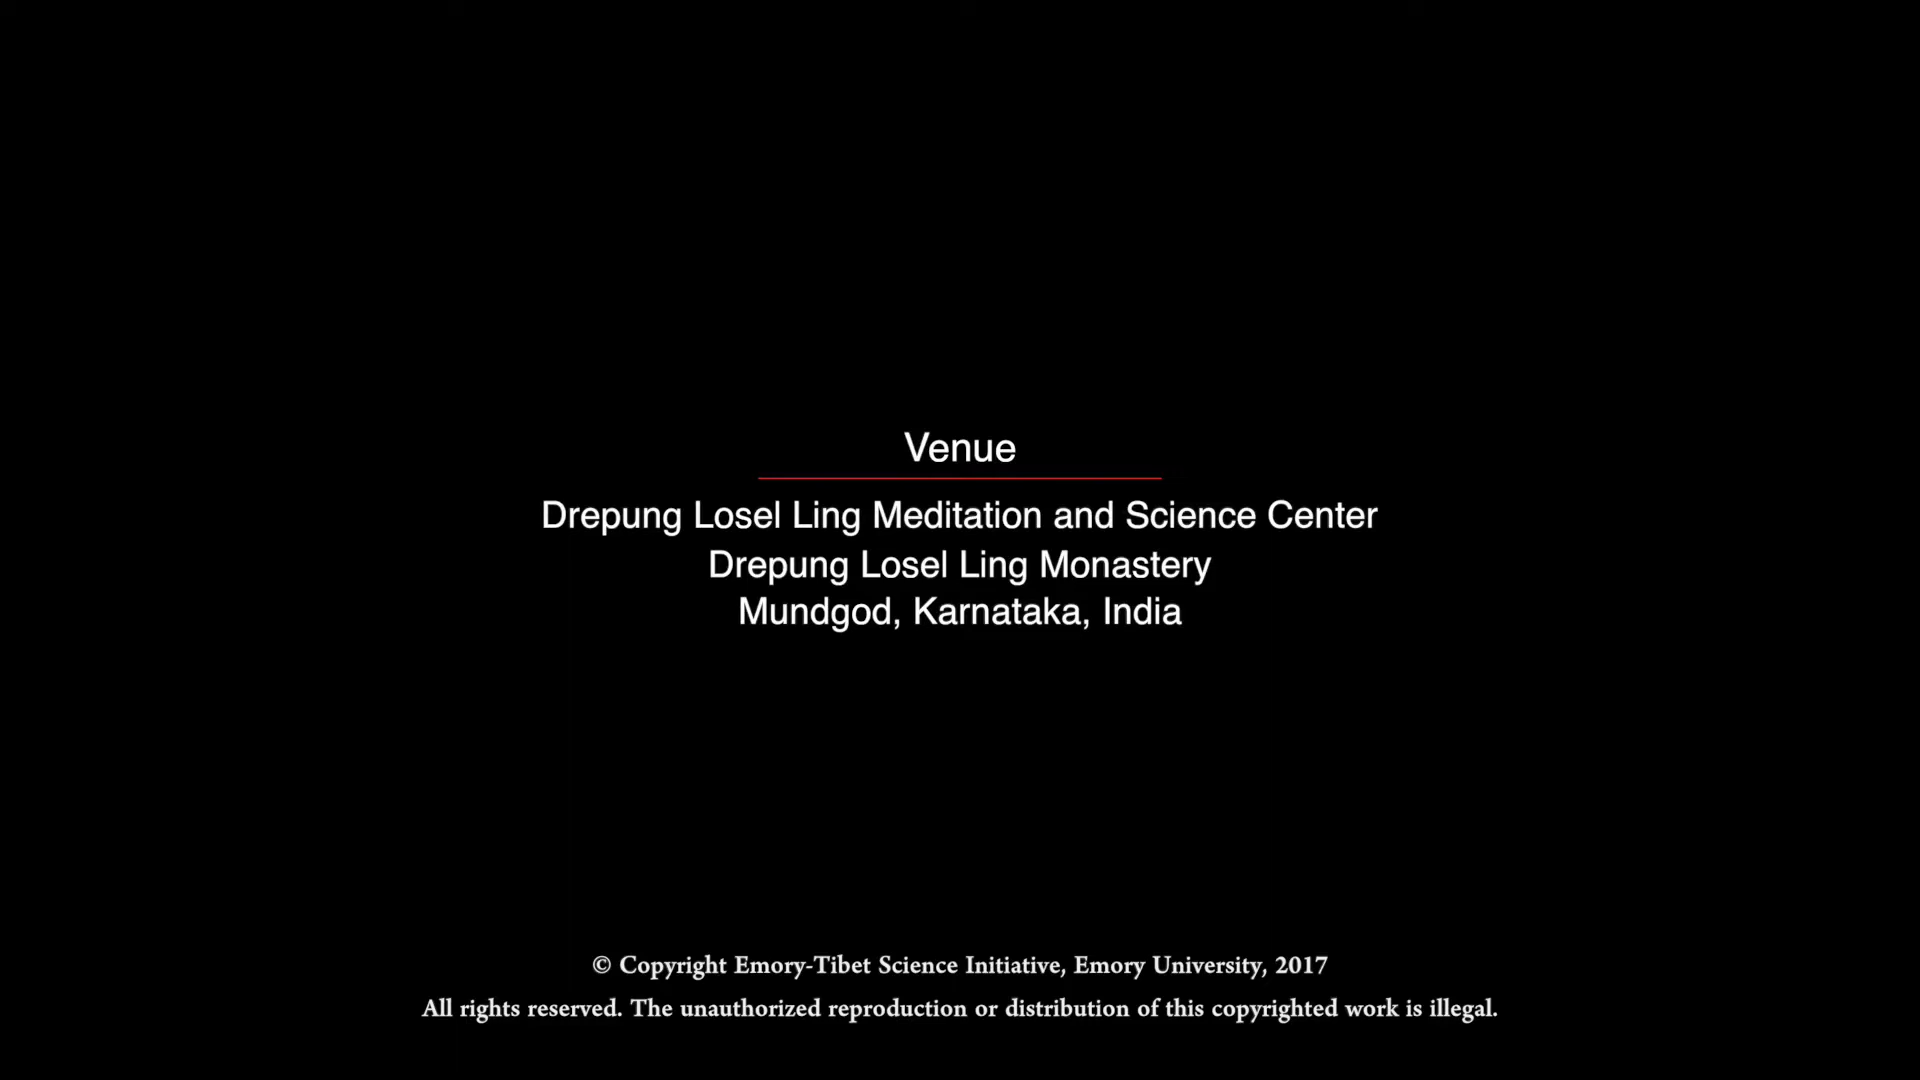 Venue
Drepung Losel Ling Meditation and Science Center
Drepung Losel Ling Monastery
Mundgod, Karnataka, India
© Copyright Emory-Tibet Science Initiative, Emory University, 2017
All rights reserved. The unauthorized reproduction or distribution of this copyrighted work is illegal.